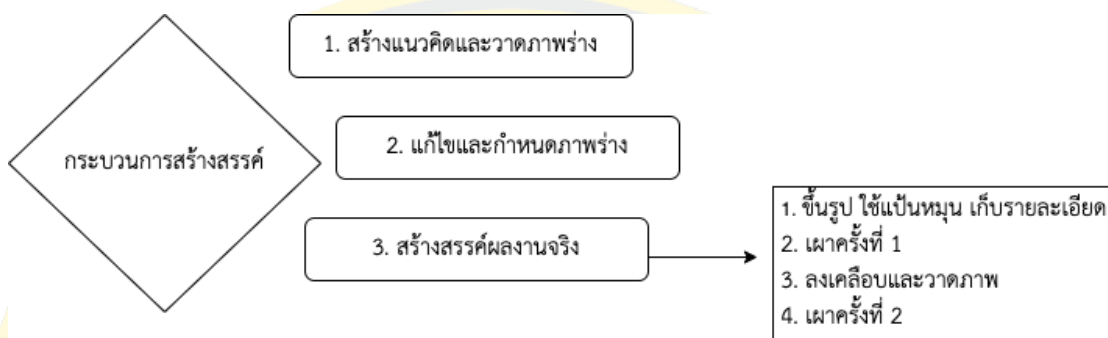 1. สร้างแนวคิดและวาดภาพร่าง
กระบวนการสร้างสรรค์
2. แก้ไขและกำหนดภาพร่าง
3. สร้างสรรค์ผลงานจริง
1. ขึ้นรูป ใช้แป้นหมุน เก็บรายละเอียด
2. เผาครั้งที่ 1
3. ลงเคลือบและวาดภาพ
4. เผาครั้งที่ 2